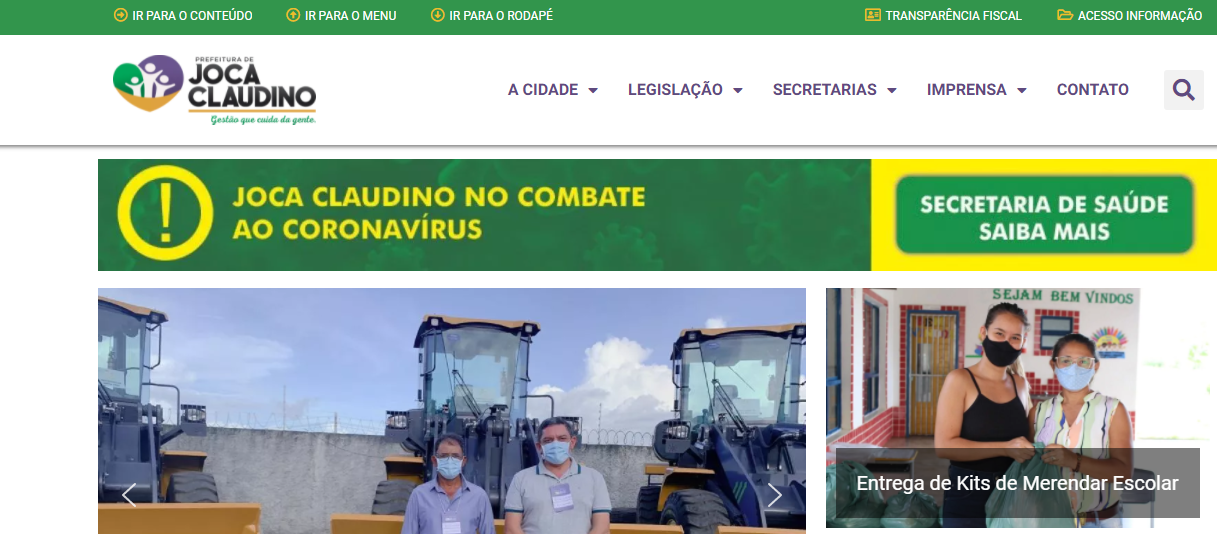 IR PARA O CONTEÚDO
IR PARA O MENU
IR PARA O RODAPÉ
TRANSPARÊNCIA FISCAL
ACESSO INFORMAÇÃO
PREFEITURA DE
JOCA
CLAUDINO
Gestão que cuida da gente.
A CIDADE
LEGISLAÇÃO
SECRETARIAS
IMPRENSA
CONTATO
JOCA CLAUDINO NO COMBATE
AO CORONAVÍRUS
SECRETARIA DE SAÚDE
SAIBA MAIS
SEJAM BEM VINDOS
Entrega de Kits de Merendar Escolar